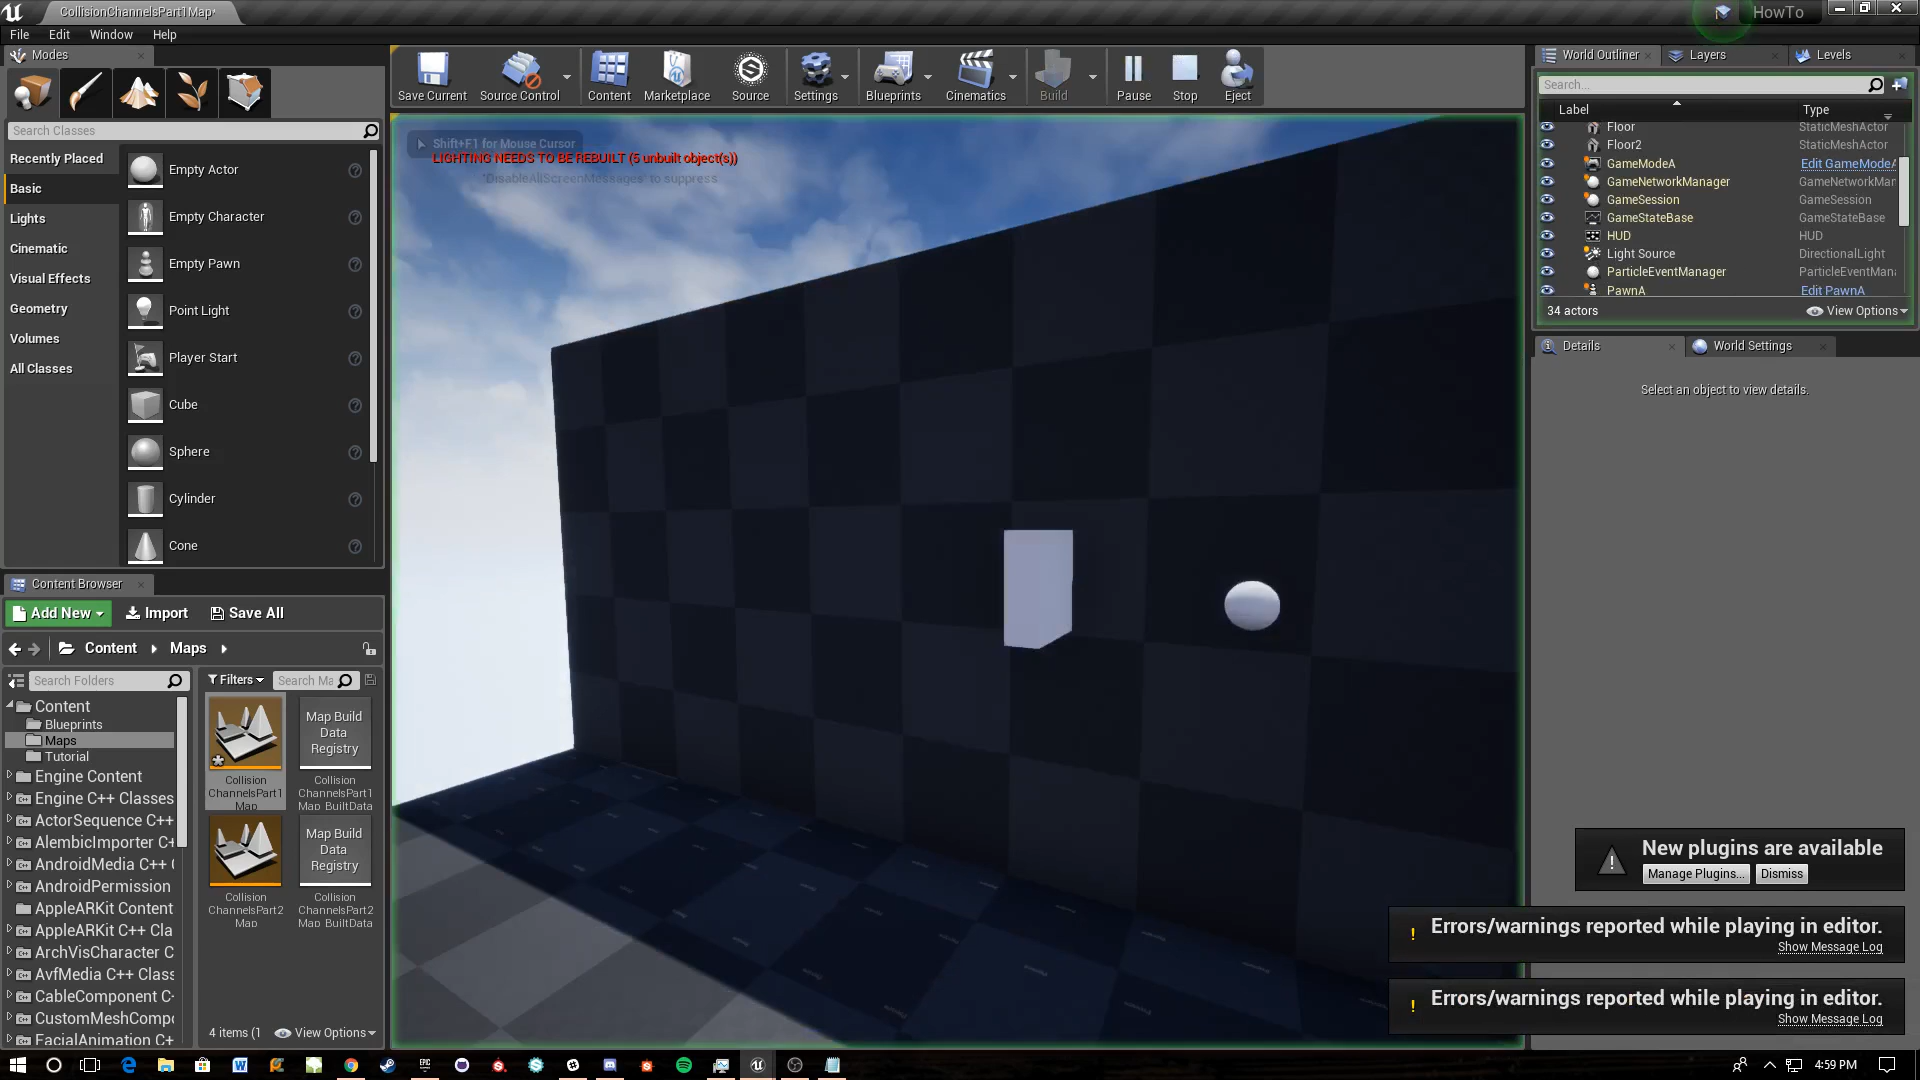 CollisionChannelsPart1Map*
HowTo
File Edit Window Help
Modes
Search Classes
Recently Placed
Basic
Lights
Cinematic
Visual Effects
Geometry
Volumes
All Classes
Empty Actor
Empty Character
Empty Pawn
Point Light
Player Start
Cube
Sphere
Cylinder
Cone
Save Current
Source Control
Content
Marketplace
Source
Settings
Blueprints
Cinematics
Build
Pause
Stop
Eject
Shift+F1 for Mouse Cursor
LIGHTING NEEDS TO BE REBUILT (5 unbuilt object(s))
'DisableAllScreenMessages' to suppress
World Outliner
Layers
Levels
Search...
Label Type
Floor StaticMeshActor
Floor2 StaticMeshActor
GameModeA Edit GameModeA
GameNetworkManager GameNetworkMan
GameSession GameSession
GameStateBase GameStateBase
HUD HUD
Light Source DirectionalLight
ParticleEventManager ParticleEventMana
PawnA Edit PawnA
34 actors
View Options
Details
World Settings
Select an object to view details.
Content Browser
Add New Import Save All
Content Maps
Search Folders
Content
Blueprints
Maps
Tutorial
Engine Content
Engine C++ Classes
ActorSequence C++
AlembicImporter C+
AndroidMedia C++ (
AndroidPermission
AppleARKit Content
AppleARKit C++ Cla
ArchVisCharacter C
AvfMedia C++ Class
CableComponent C+
CustomMeshCompo
FacialAnimation C+
Filters Search Ma
Collision
ChannelsPart1
Map
Map Build
Data
Registry
Collision
ChannelsPart1
Map_BuiltData
Collision
ChannelsPart2
Map
Map Build
Data
Registry
Collision
ChannelsPart2
Map_BuiltData
4 items (1
View Options
New plugins are available
Manage Plugins... Dismiss
Errors/warnings reported while playing in editor.
Show Message Log
Errors/warnings reported while playing in editor.
Show Message Log
4:59 PM